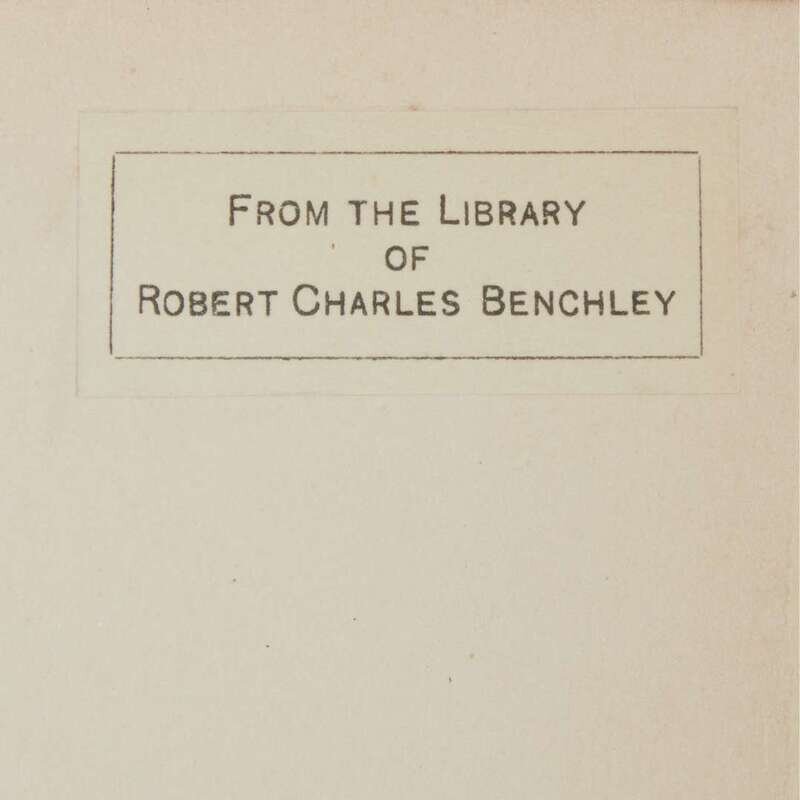 From the Library
of
Robert Charles Benchley